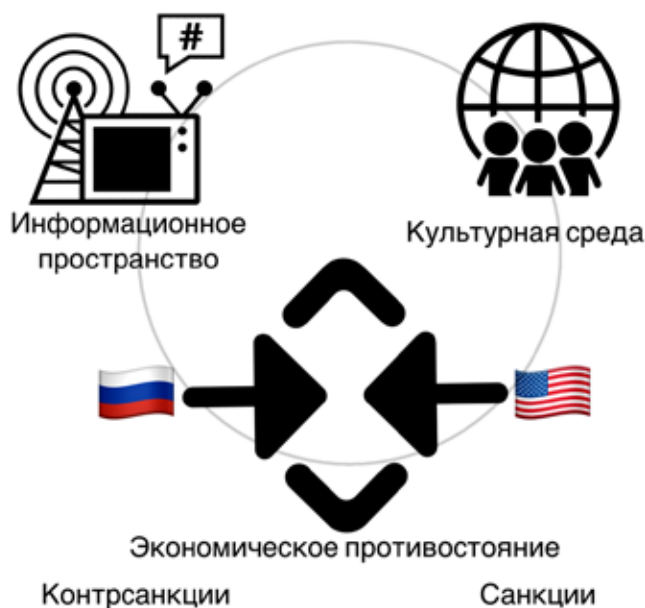 #
Информационное
пространство
Культурная среда
Экономическое противостояние
Контрсанкции
Санкции